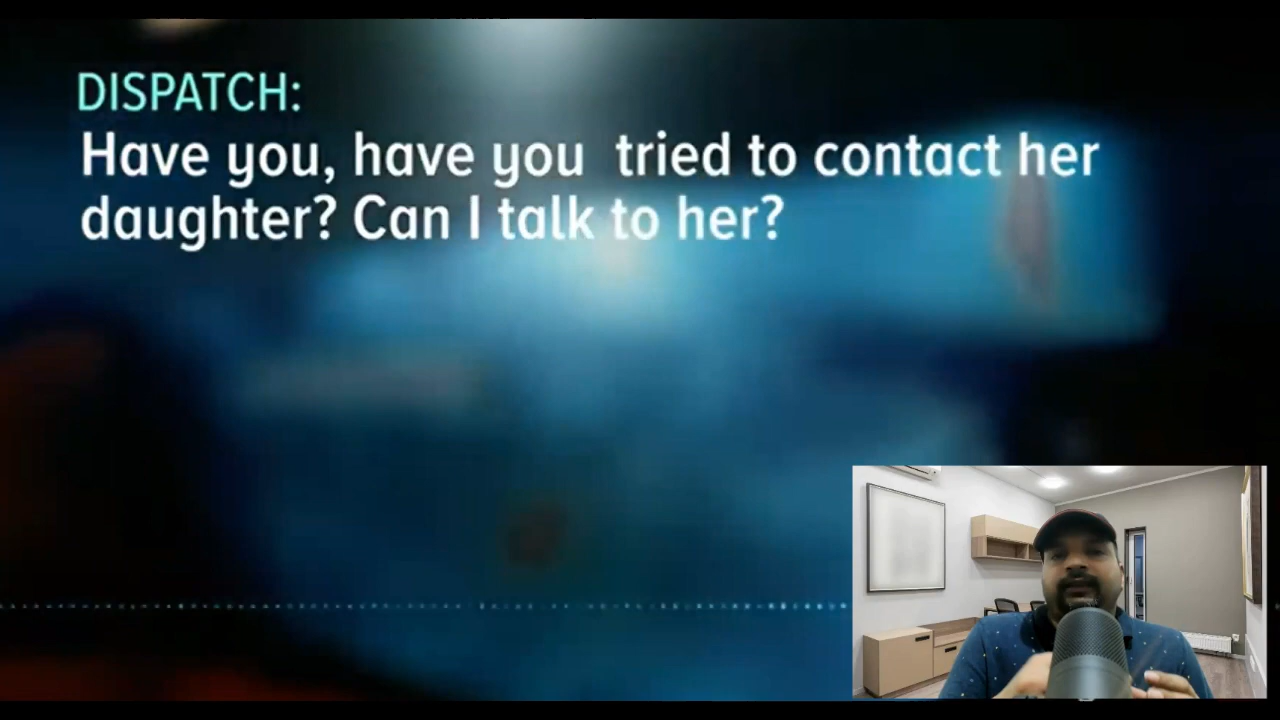 DISPATCH:
Have you, have you tried to contact her
daughter? Can I talk to her?